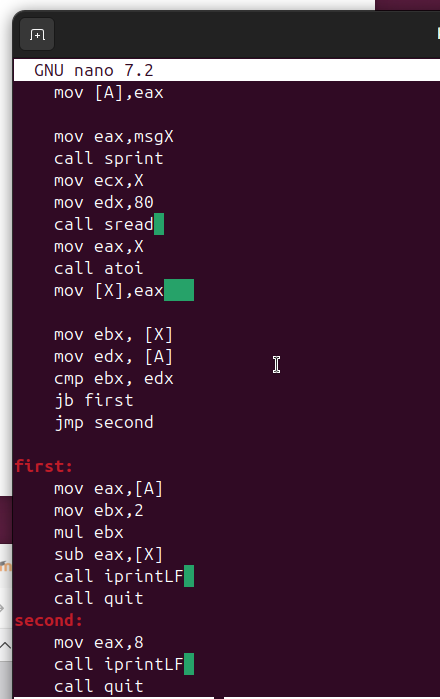 GNU nano 7.2
mov [A],eax
mov eax,msgX
call sprint
mov ecx,X
mov edx,80
call sread
mov eax,X
call atoi
mov [X],eax
mov ebx, [X]
mov edx, [A]
cmp ebx, edx
jb first
jmp second
first:
mov eax,[A]
mov ebx,2
mul ebx
sub eax,[X]
call iprintLF
call quit
second:
mov eax,8
call iprintLF
call quit